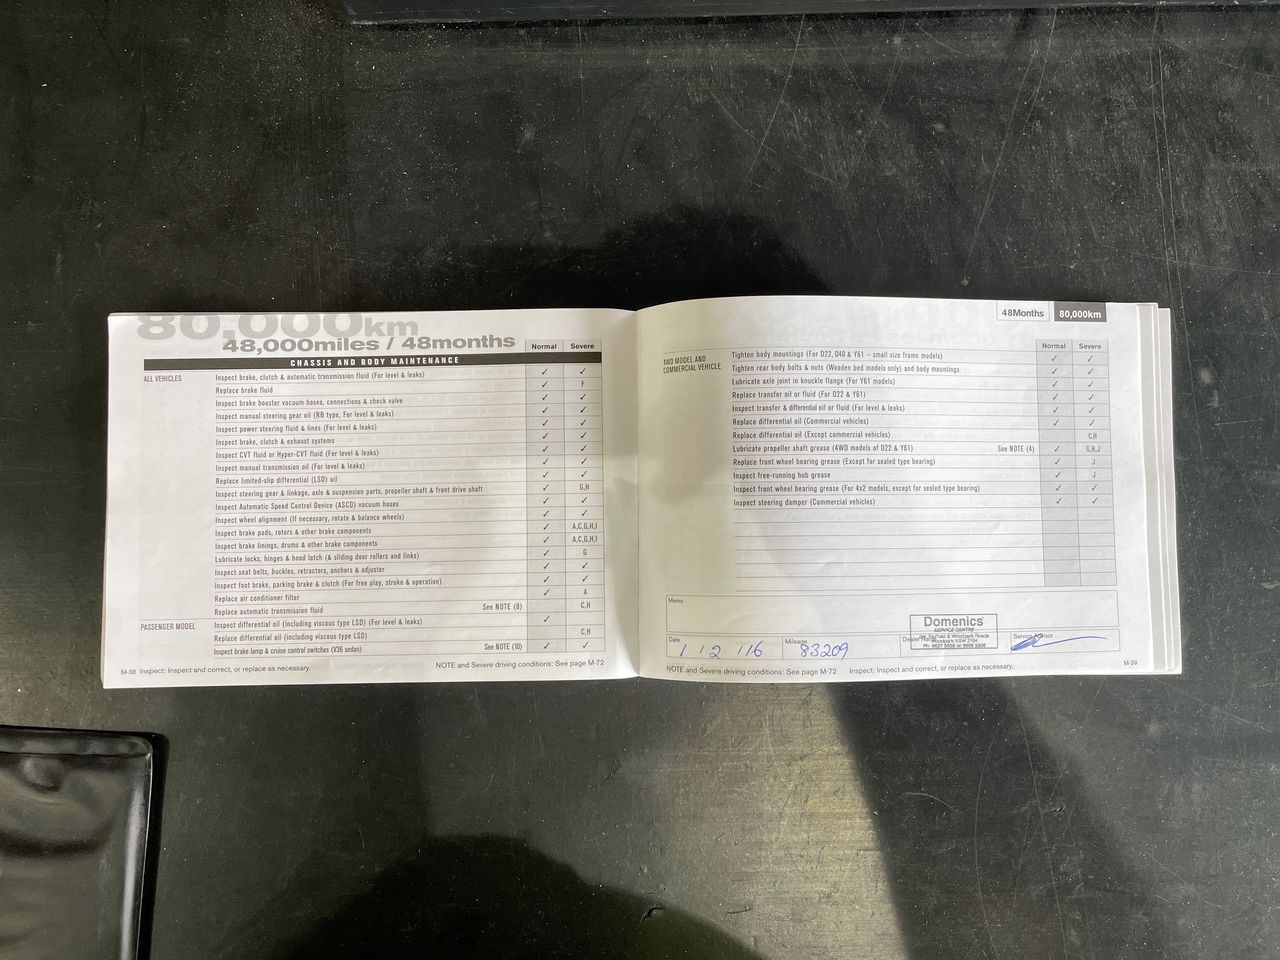 80,000km
48,000miles / 48months
Normal Severe
CHASSIS AND BODY MAINTENANCE
ALL VEHICLES
Inspect brake, clutch & automatic transmission fluid (For level & leaks) ✓ ✓
Replace brake fluid ✓ F
Inspect brake booster vacuum hoses, connections & check valve ✓ ✓
Inspect manual steering gear oil (RB type, For level & leaks) ✓ ✓
Inspect power steering fluid & lines (For level & leaks) ✓ ✓
Inspect brake, clutch & exhaust systems ✓ ✓
Inspect CVT fluid or Hyper-CVT fluid (For level & leaks) ✓ ✓
Inspect manual transmission oil (For level & leaks) ✓ ✓
Replace limited-slip differential (LSD) oil ✓ ✓
Inspect steering gear & linkage, axle & suspension parts, propeller shaft & front drive shaft ✓ G,H
Inspect Automatic Speed Control Device (ASCD) vacuum hoses ✓ ✓
Inspect wheel alignment (If necessary, rotate & balance wheels) ✓ ✓
Inspect brake pads, rotors & other brake components ✓ A,C,G,H,I
Inspect brake linings, drums & other brake components ✓ A,C,G,H,I
Lubricate locks, hinges & hood latch (& sliding door rollers and links) ✓ G
Inspect seat belts, buckles, retractors, anchors & adjuster ✓ ✓
Inspect foot brake, parking brake & clutch (For free play, stroke & operation) ✓ ✓
Replace air conditioner filter ✓ A
Replace automatic transmission fluid See NOTE (8) C,H
PASSENGER MODEL
Inspect differential oil (including viscous type LSD) (For level & leaks) ✓
Replace differential oil (including viscous type LSD) C,H
Inspect brake lamp & cruise control switches (V36 sedan) See NOTE (10) ✓ ✓
M-38 Inspect: Inspect and correct, or replace as necessary. NOTE and Severe driving conditions: See page M-72
48Months 80,000km
Normal Severe
4WD MODEL AND
COMMERCIAL VEHICLE
Tighten body mountings (For D22, D40 & Y61 – small size frame models) ✓ ✓
Tighten rear body bolts & nuts (Wooden bed models only) and body mountings ✓ ✓
Lubricate axle joint in knuckle flange (For Y61 models) ✓ ✓
Replace transfer oil or fluid (For D22 & Y61) ✓ ✓
Inspect transfer & differential oil or fluid (For level & leaks) ✓ ✓
Replace differential oil (Commercial vehicles) ✓ ✓
Replace differential oil (Except commercial vehicles) C,H
Lubricate propeller shaft grease (4WD models of D22 & Y61) See NOTE (4) ✓ G,H,J
Replace front wheel bearing grease (Except for sealed type bearing) ✓ J
Inspect free-running hub grease ✓ J
Inspect front wheel bearing grease (For 4x2 models, except for sealed type bearing) ✓ ✓
Inspect steering damper (Commercial vehicles) ✓ ✓
Memo
Domenics
SERVICE CENTRE
Date 1/2/16 Mileage 83209 Service Advisor
NOTE and Severe driving conditions: See page M-72 Inspect: Inspect and correct, or replace as necessary. M-39